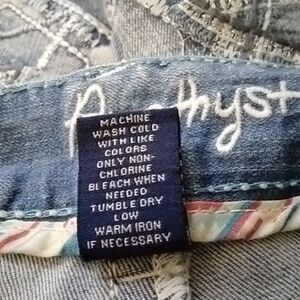 Amethyst
MACHINE
WASH COLD
WITH LIKE
COLORS
ONLY NON-
CHLORINE
BLEACH WHEN
NEEDED
TUMBLE DRY
LOW
WARM IRON
IF NECESSARY